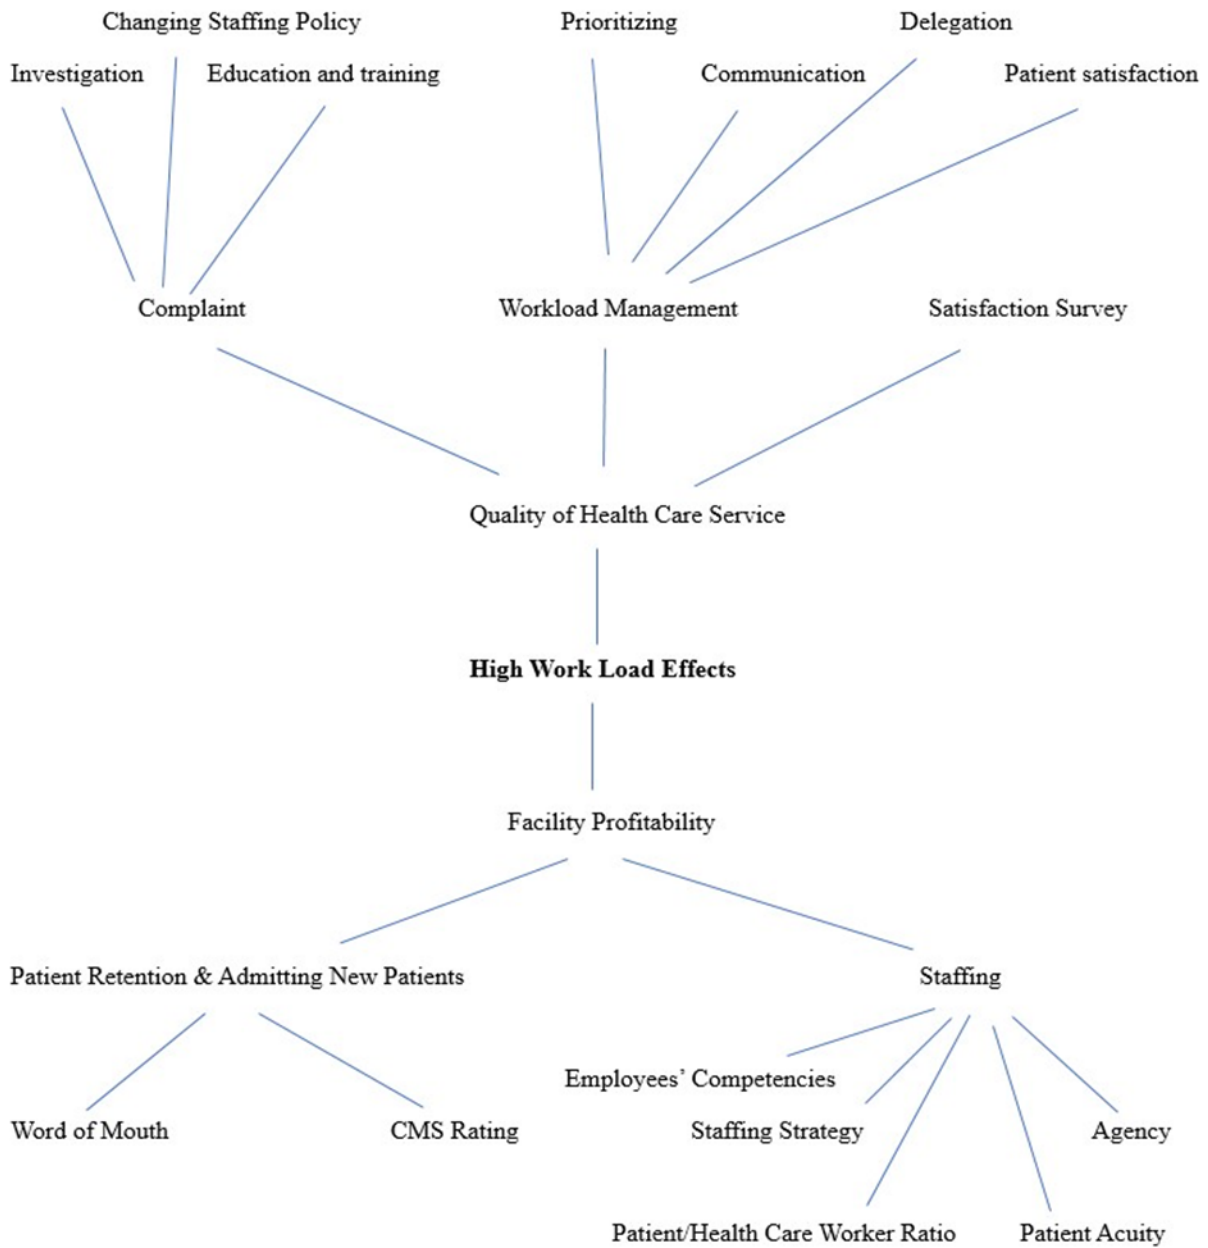 Changing Staffing Policy
Prioritizing
Delegation
Investigation
Education and training
Communication
Patient satisfaction
Complaint
Workload Management
Satisfaction Survey
Quality of Health Care Service
High Work Load Effects
Facility Profitability
Patient Retention & Admitting New Patients
Staffing
Employees’ Competencies
Word of Mouth
CMS Rating
Staffing Strategy
Agency
Patient/Health Care Worker Ratio
Patient Acuity